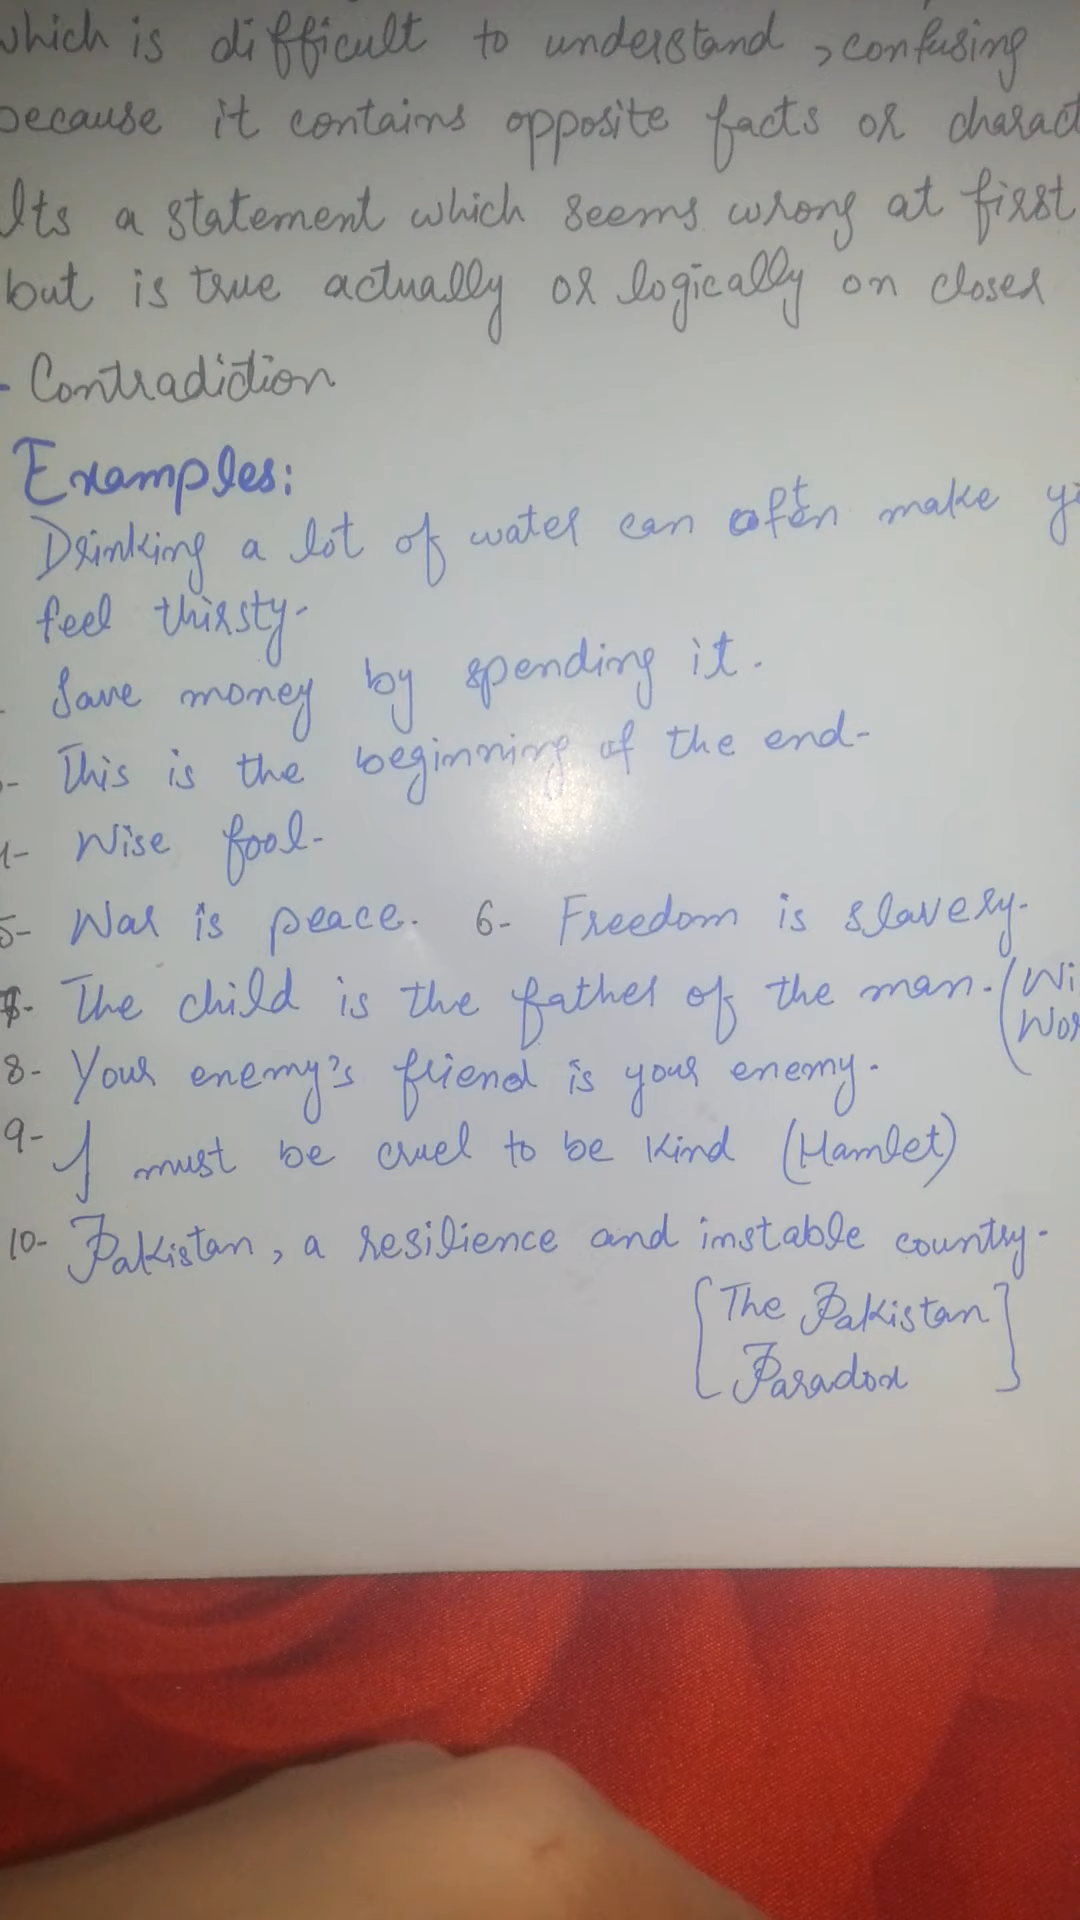 which is difficult to understand, confusing
because it contains opposite facts or charact
Its a statement which seems wrong at first
but is true actually or logically on closer
- Contradiction
Examples:
Drinking a lot of water can often make
feel thirsty.
- Save money by spending it.
- This is the beginning of the end-
4- Wise fool-
5- War is peace. 6- Freedom is slavery.
7- The child is the father of the man. (Wi
Wor
8- Your enemy's friend is your enemy.
9- I must be cruel to be kind (Hamlet)
10- Pakistan, a resilience and instable country.
[The Pakistan
Paradox]